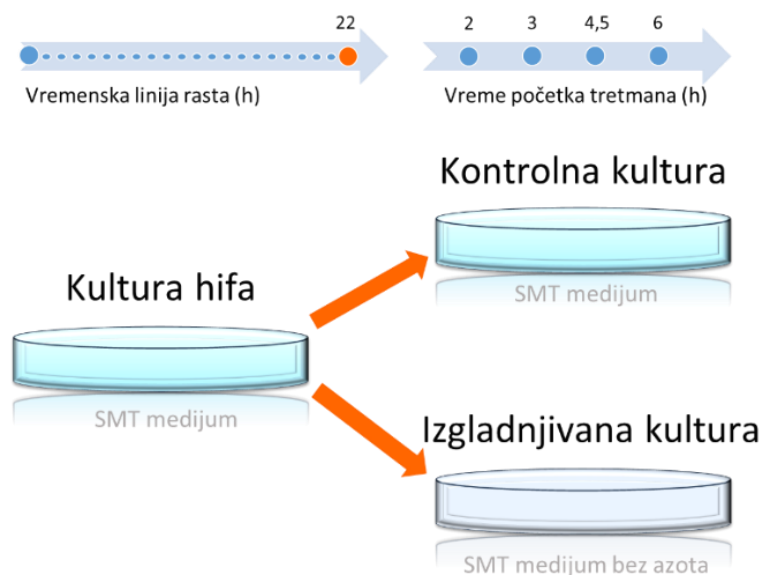 22
2 3 4,5 6
Vremenska linija rasta (h)
Vreme početka tretmana (h)
Kontrolna kultura
SMT medijum
Kultura hifa
SMT medijum
Izgladnjivana kultura
SMT medijum bez azota